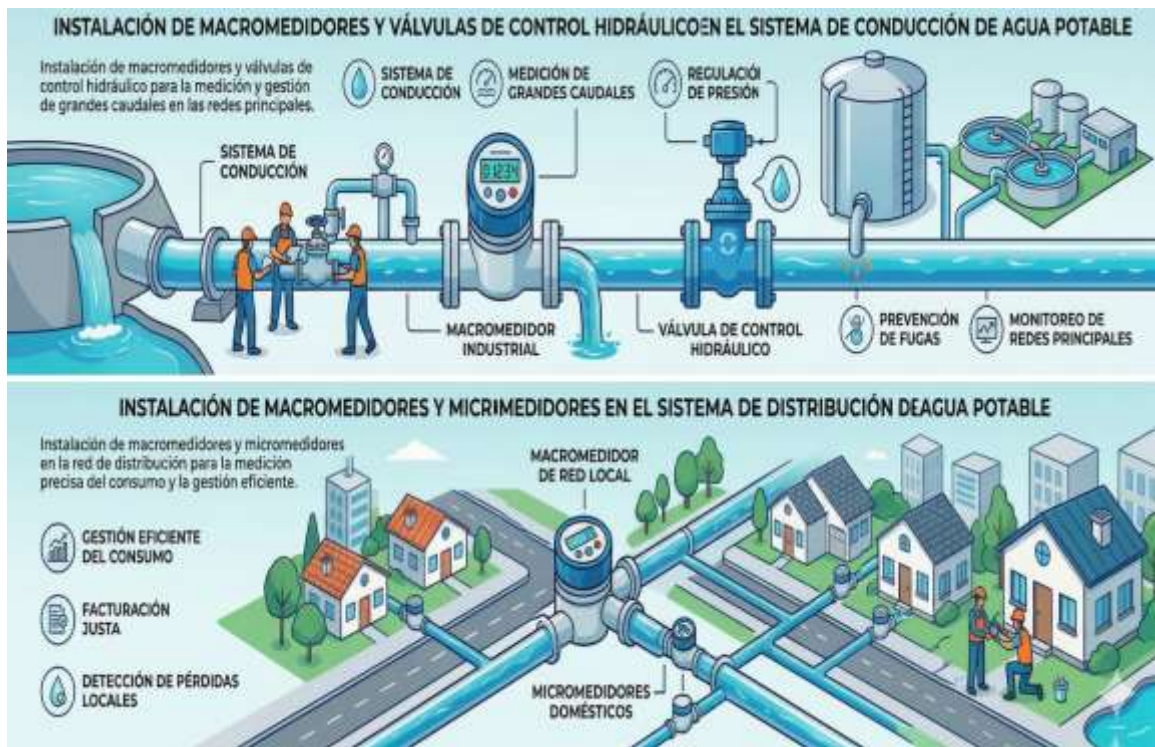 INSTALACIÓN DE MACROMEDIDORES Y VÁLVULAS DE CONTROL HIDRÁULICOEN EL SISTEMA DE CONDUCCIÓN DE AGUA POTABLE
Instalación de macromedidores y válvulas de
control hidráulico para la medición y gestión
de grandes caudales en las redes principales.
SISTEMA DE
CONDUCCIÓN
MEDICIÓN DE
GRANDES CAUDALES
REGULACIÓN
DE PRESIÓN
SISTEMA DE
CONDUCCIÓN
01234
MACROMEDIDOR
INDUSTRIAL
VÁLVULA DE CONTROL
HIDRÁULICO
PREVENCIÓN
DE FUGAS
MONITOREO DE
REDES PRINCIPALES
INSTALACIÓN DE MACROMEDIDORES Y MICROMEDIDORES EN EL SISTEMA DE DISTRIBUCIÓN DEAGUA POTABLE
Instalación de macromedidores y micromedidores
en la red de distribución para la medición
precisa del consumo y la gestión eficiente.
MACROMEDIDOR
DE RED LOCAL
GESTIÓN EFICIENTE
DEL CONSUMO
FACTURACIÓN
JUSTA
DETECCIÓN DE PÉRDIDAS
LOCALES
MICROMEDIDORES
DOMÉSTICOS